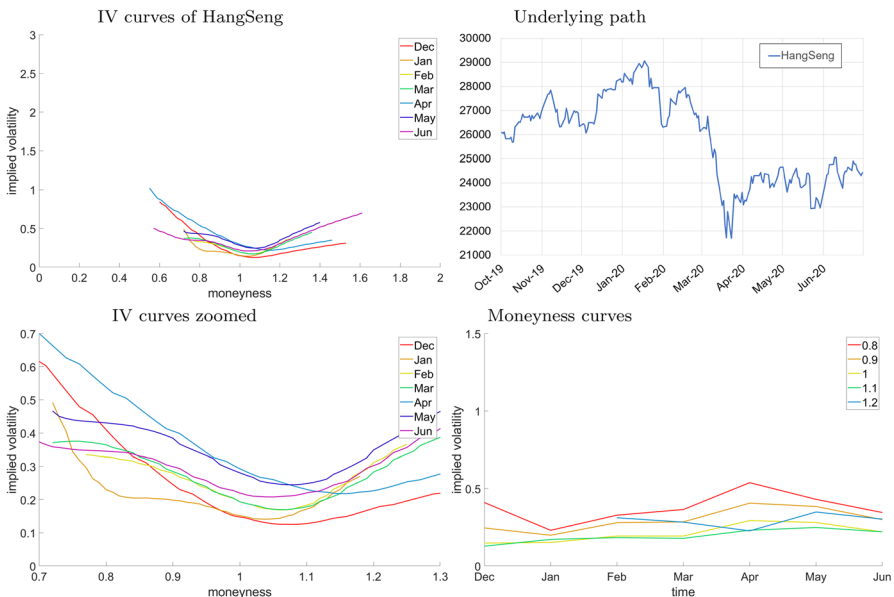 IV curves of HangSeng
3
2.5
2
1.5
1
0.5
0
implied volatility
0 0.2 0.4 0.6 0.8 1 1.2 1.4 1.6 1.8 2
moneyness
Dec
Jan
Feb
Mar
Apr
May
Jun
Underlying path
30000
29000
28000
27000
26000
25000
24000
23000
22000
21000
HangSeng
Oct-19 Nov-19 Dec-19 Jan-20 Feb-20 Mar-20 Apr-20 May-20 Jun-20
IV curves zoomed
0.7
0.6
0.5
0.4
0.3
0.2
0.1
0
implied volatility
0.7 0.8 0.9 1 1.1 1.2 1.3
moneyness
Dec
Jan
Feb
Mar
Apr
May
Jun
Moneyness curves
1.5
1
0.5
0
implied volatility
Dec Jan Feb Mar Apr May Jun
time
0.8
0.9
1
1.1
1.2